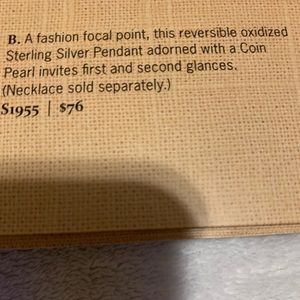 B. A fashion focal point, this reversible oxidized
Sterling Silver Pendant adorned with a Coin
Pearl invites first and second glances.
(Necklace sold separately.)
S1955 | $76